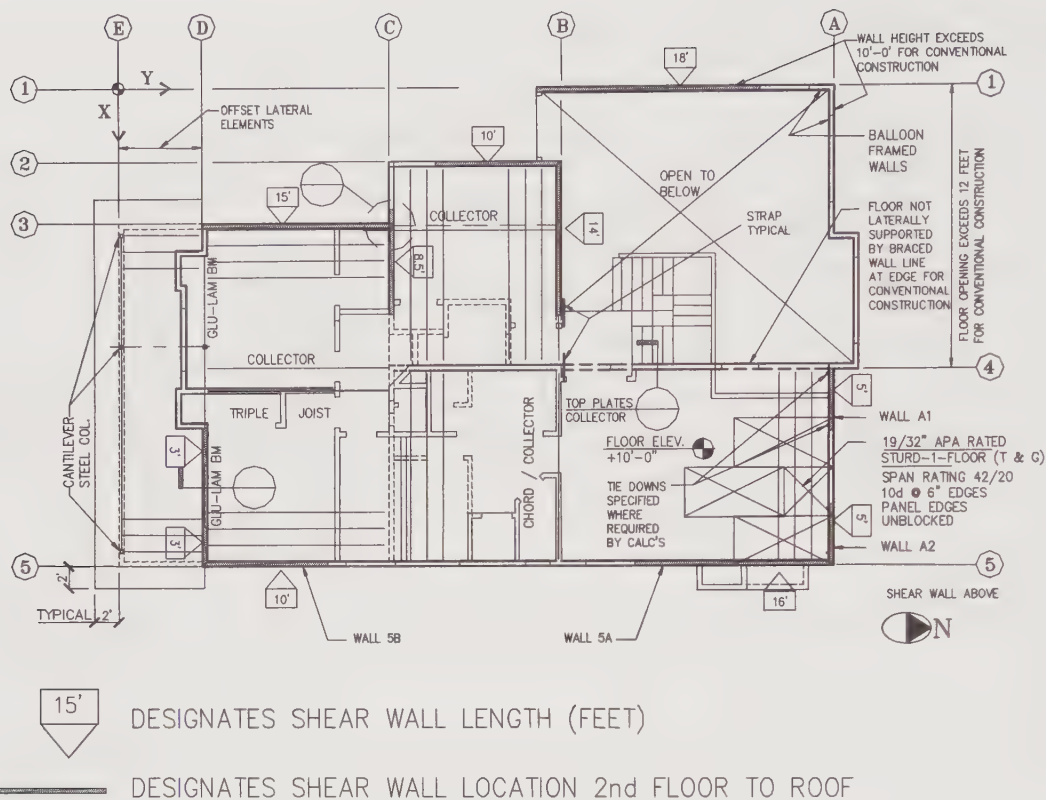 E
D
C
B
A
1
Y
X
OFFSET LATERAL
ELEMENTS
18'
WALL HEIGHT EXCEEDS
10'-0' FOR CONVENTIONAL
CONSTRUCTION
1
2
10'
BALLOON
FRAMED
WALLS
OPEN TO
BELOW
3
15'
COLLECTOR
14'
8.5'
STRAP
TYPICAL
FLOOR NOT
LATERALLY
SUPPORTED
BY BRACED
WALL LINE
AT EDGE FOR
CONVENTIONAL
CONSTRUCTION
FLOOR OPENING EXCEEDS 12 FEET
FOR CONVENTIONAL CONSTRUCTION
GLU-LAM BM
COLLECTOR
4
CANTILEVER
STEEL COL.
TRIPLE JOIST
TOP PLATES
COLLECTOR
5'
WALL A1
3'
GLU-LAM BM
CHORD / COLLECTOR
FLOOR ELEV.
+10'-0"
19/32" APA RATED
STURD-1-FLOOR (T & G)
SPAN RATING 42/20
10d @ 6" EDGES
PANEL EDGES
UNBLOCKED
TIE DOWNS
SPECIFIED
WHERE
REQUIRED
BY CALC'S
5'
3'
WALL A2
5
2'
10'
16'
5
TYPICAL 2'
WALL 5B
WALL 5A
SHEAR WALL ABOVE
N
15'
DESIGNATES SHEAR WALL LENGTH (FEET)
DESIGNATES SHEAR WALL LOCATION 2nd FLOOR TO ROOF